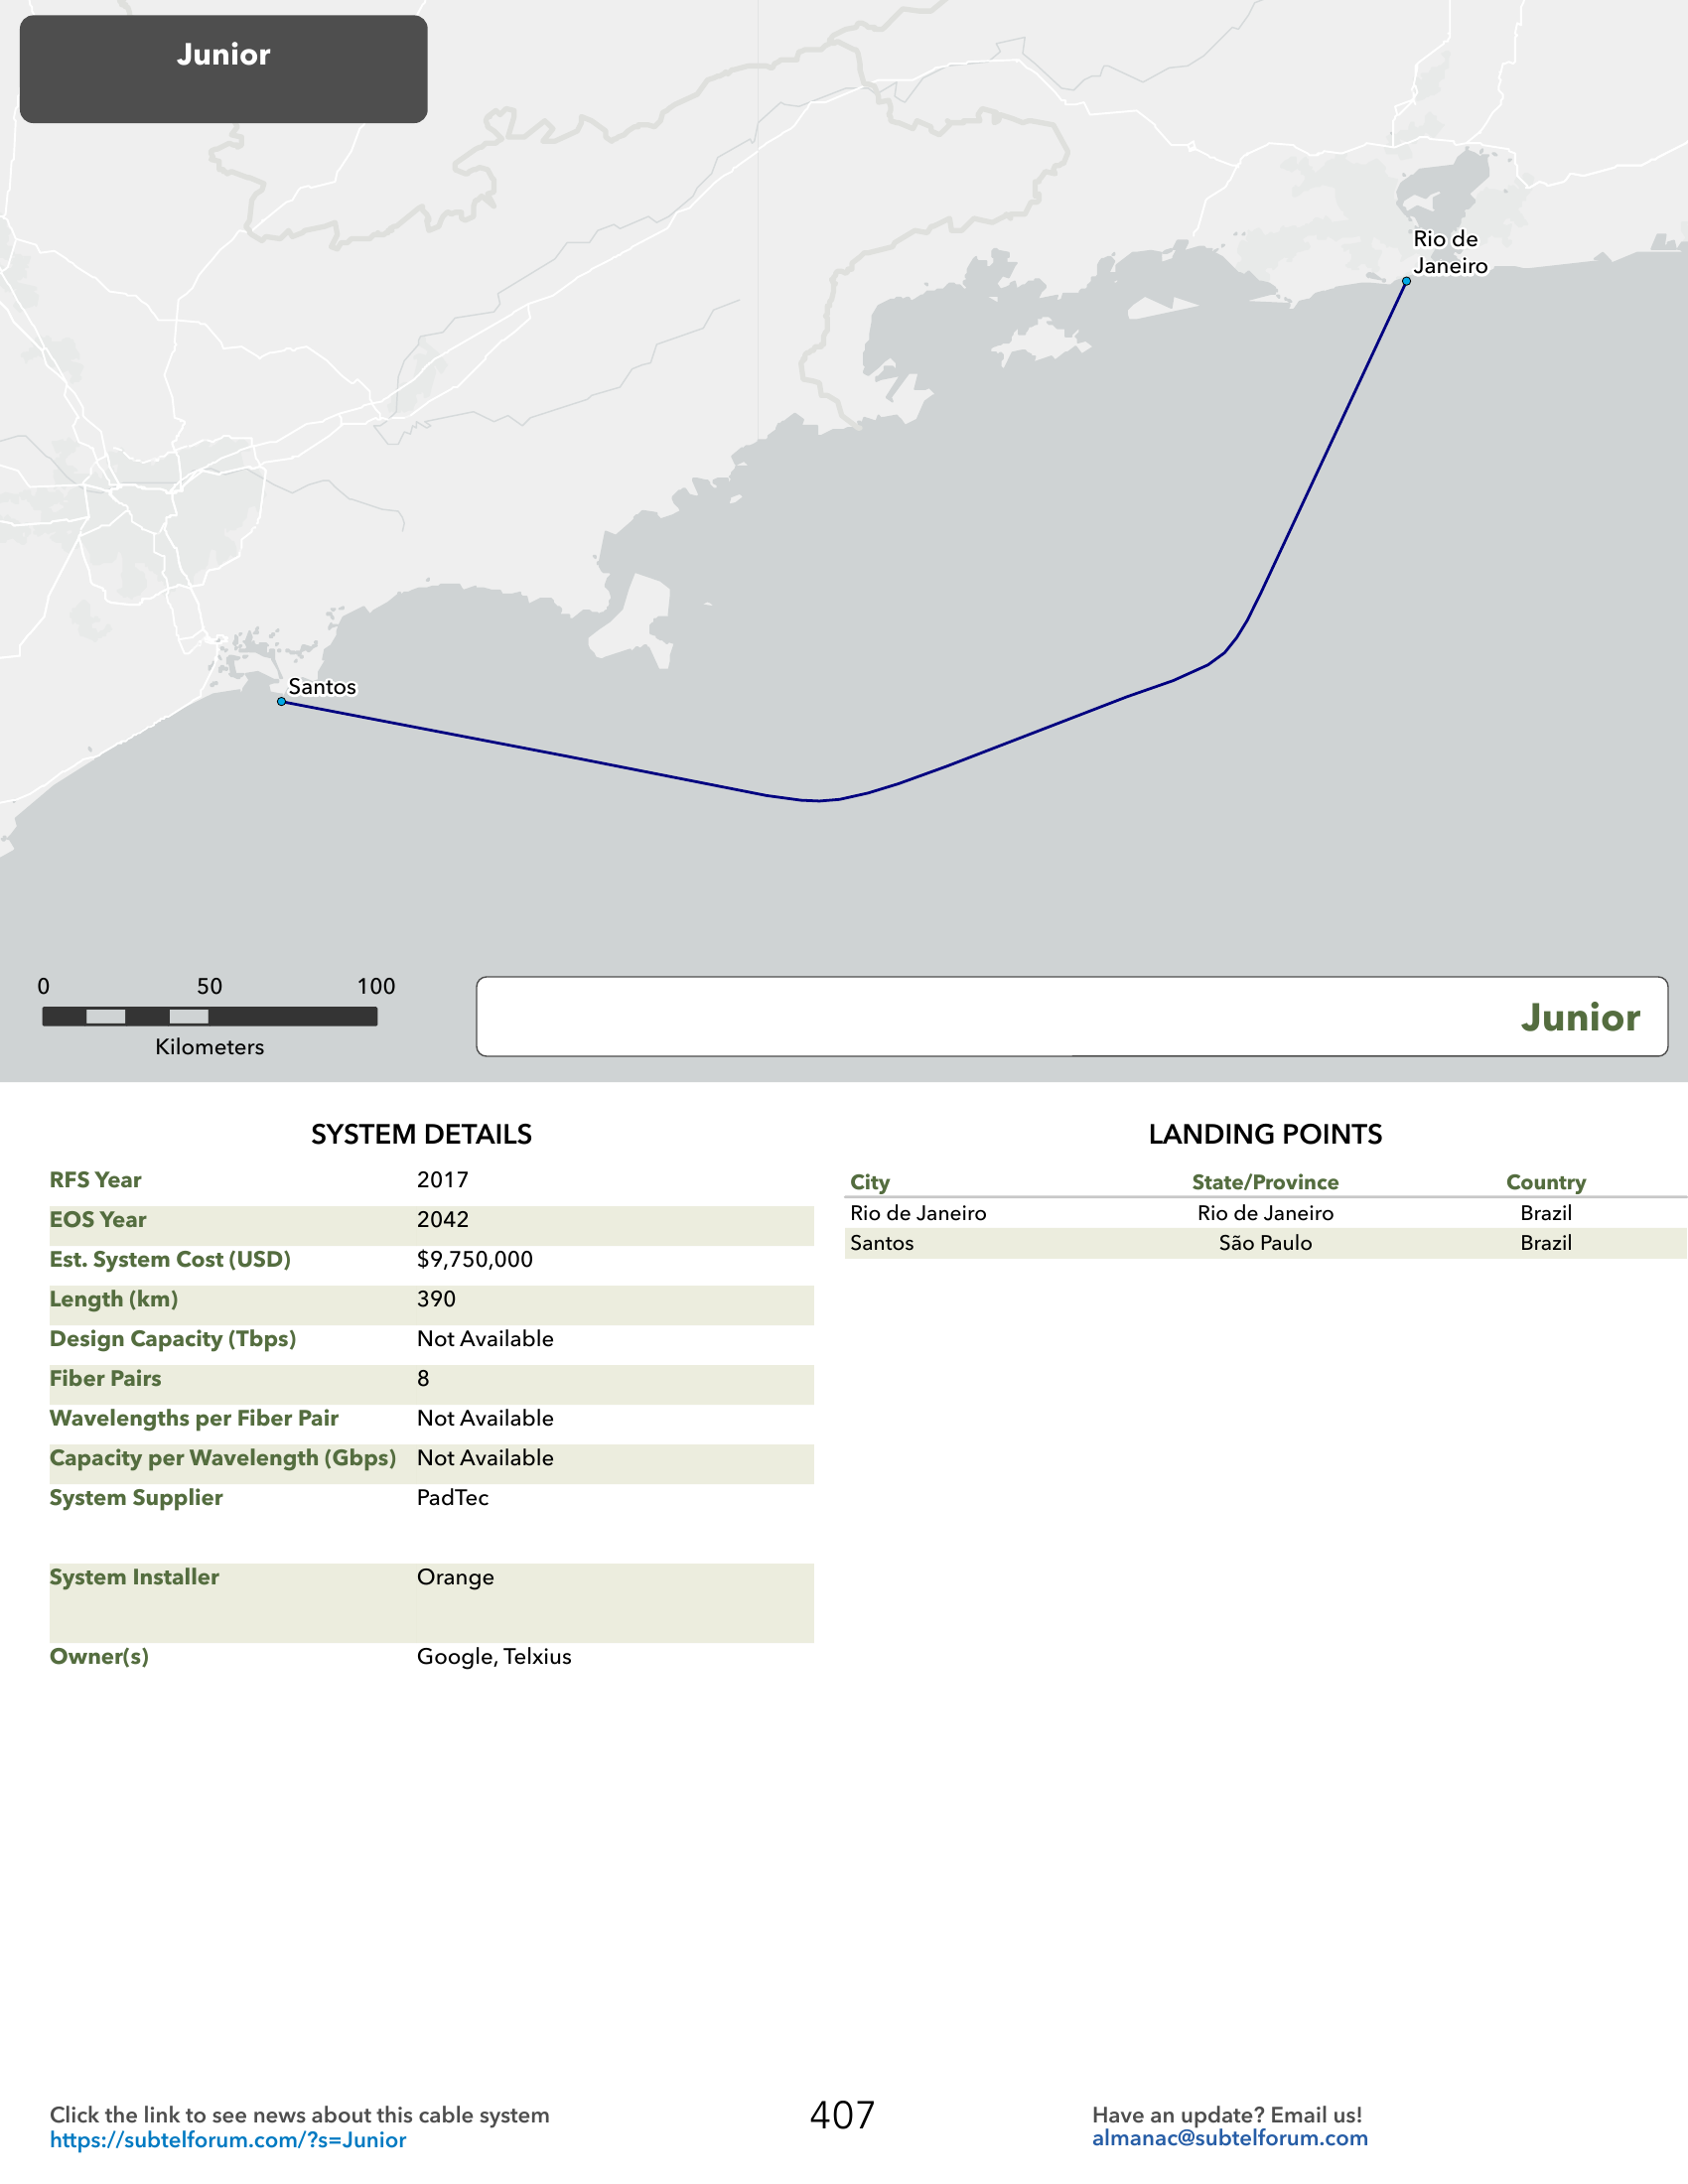 Junior
Rio de
Janeiro
Santos
0 50 100
Kilometers
Junior
SYSTEM DETAILS
RFS Year 2017
EOS Year 2042
Est. System Cost (USD) $9,750,000
Length (km) 390
Design Capacity (Tbps) Not Available
Fiber Pairs 8
Wavelengths per Fiber Pair Not Available
Capacity per Wavelength (Gbps) Not Available
System Supplier PadTec
System Installer Orange
Owner(s) Google, Telxius
LANDING POINTS
City State/Province Country
Rio de Janeiro Rio de Janeiro Brazil
Santos São Paulo Brazil
Click the link to see news about this cable system
https://subtelforum.com/?s=Junior
407
Have an update? Email us!
almanac@subtelforum.com